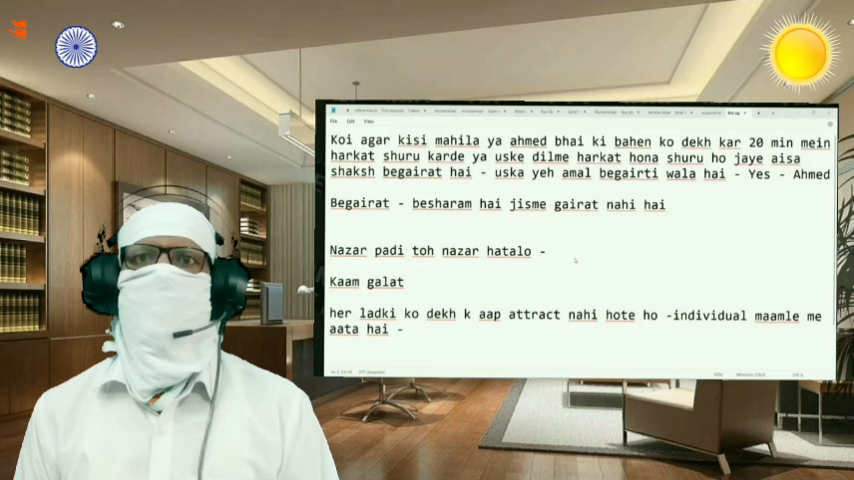 File Edit View
Koi agar kisi mahila ya ahmed bhai ki bahen ko dekh kar 20 min mein
harkat shuru karde ya uske dilme harkat hona shuru ho jaye aisa
shaksh begairat hai - uska yeh amal begairti wala hai - Yes - Ahmed
Begairat - besharam hai jisme gairat nahi hai
Nazar padi toh nazar hatalo -
Kaam galat
her ladki ko dekh k aap attract nahi hote ho -individual maamle me
aata hai -